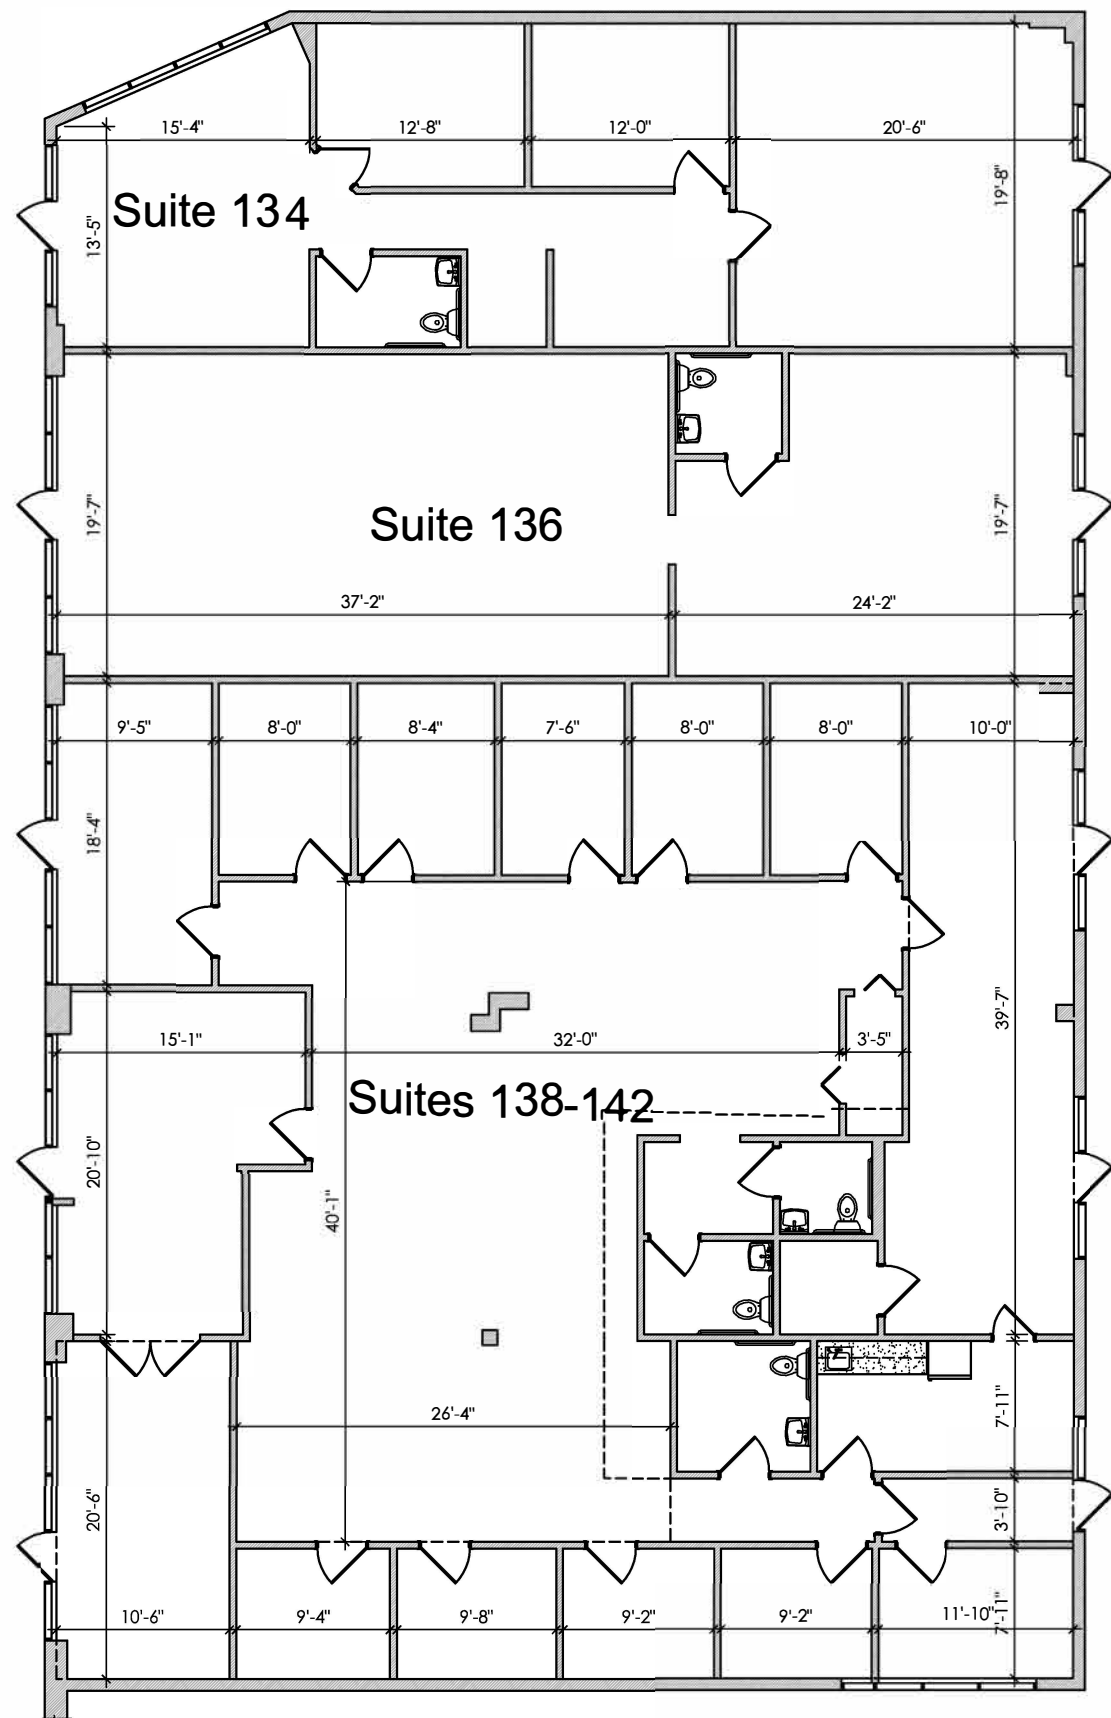 15'-4" 12'-8" 12'-0" 20'-6"
19'-8"
Suite 134
13'-5"
19'-7" Suite 136 19'-7"
37'-2" 24'-2"
9'-5" 8'-0" 8'-4" 7'-6" 8'-0" 8'-0" 10'-0"
18'-4"
39'-7"
15'-1" 32'-0" 3'-5"
Suites 138-142
20'-10"
40'-1"
26'-4"
7'-11"
20'-6" 3'-10"
10'-6" 9'-4" 9'-8" 9'-2" 9'-2" 11'-10"
7'-11"